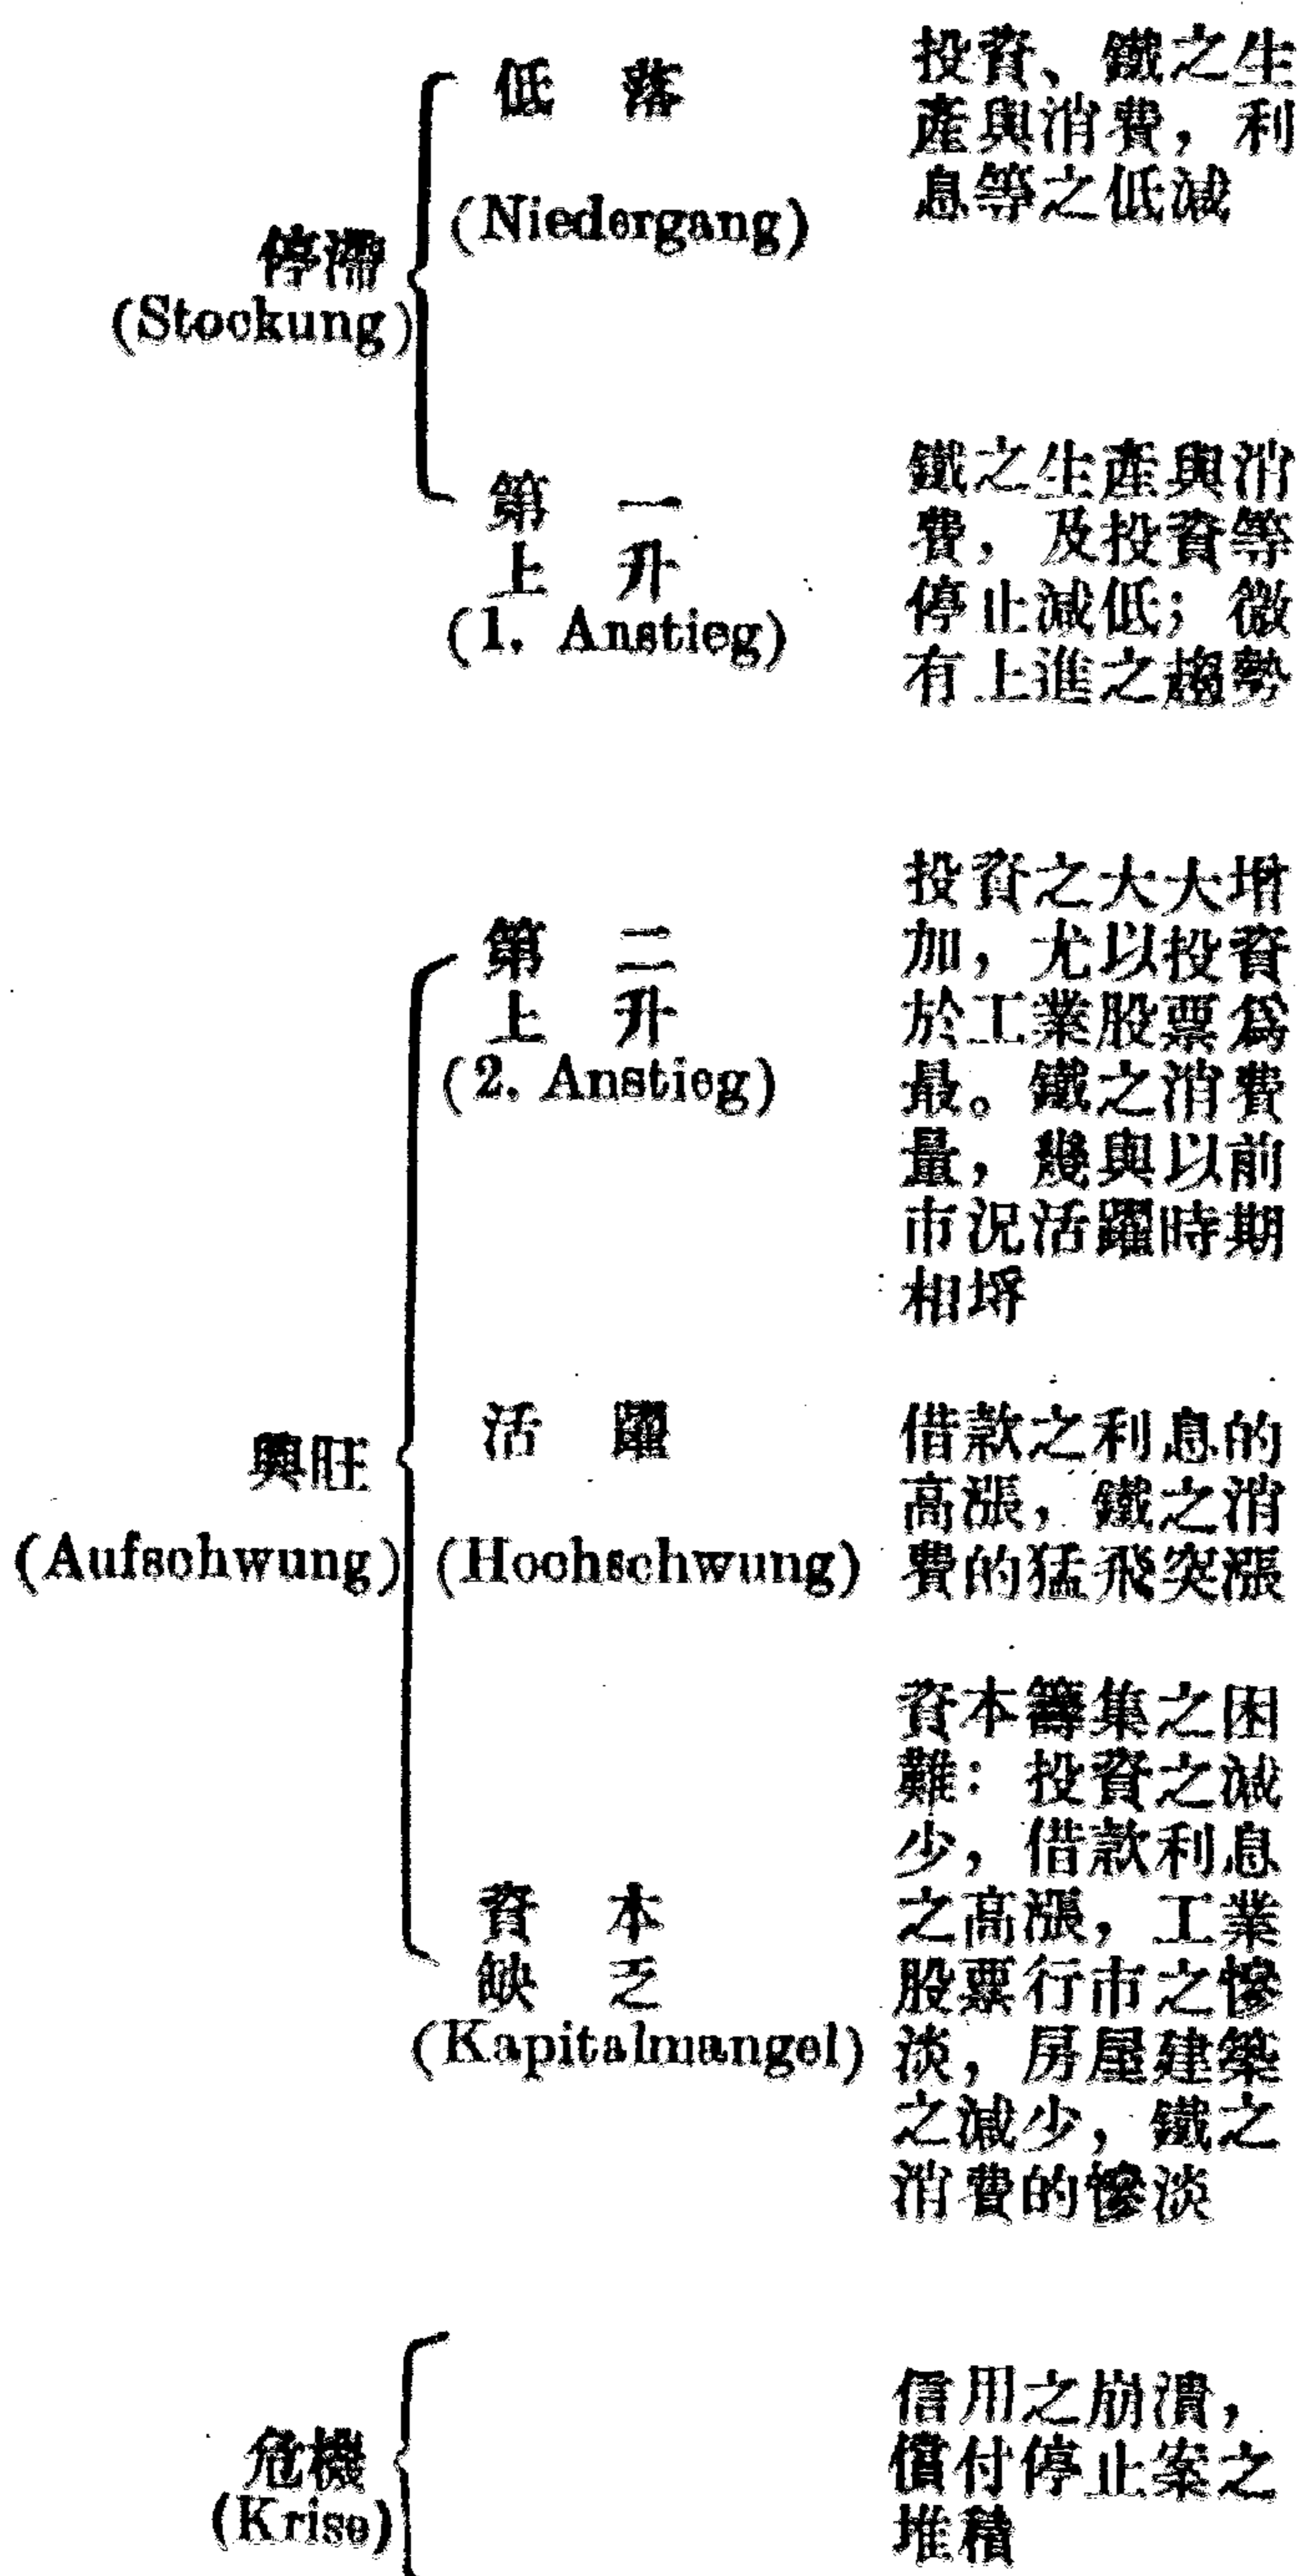 停滯
(Stockung)
低 落
(Niedergang)
投資、鐵之生
產與消費，利
息等之低減
第 一
上 升
(1. Anstieg)
鐵之生產與消
費，及投資等
停止減低；微
有上進之趨勢
興旺
(Aufschwung)
第 二
上 升
(2. Anstieg)
投資之大大增
加，尤以投資
於工業股票爲
最。鐵之消費
量，幾與以前
市況活躍時期
相埒
活 躍
(Hochschwung)
借款之利息的
高漲，鐵之消
費的猛飛突漲
資 本
缺 乏
(Kapitalmangel)
資本籌集之困
難：投資之減
少，借款利息
之高漲，工業
股票行市之慘
淡，房屋建築
之減少，鐵之
消費的慘淡
危機
(Krise)
信用之崩潰，
償付停止案之
堆積